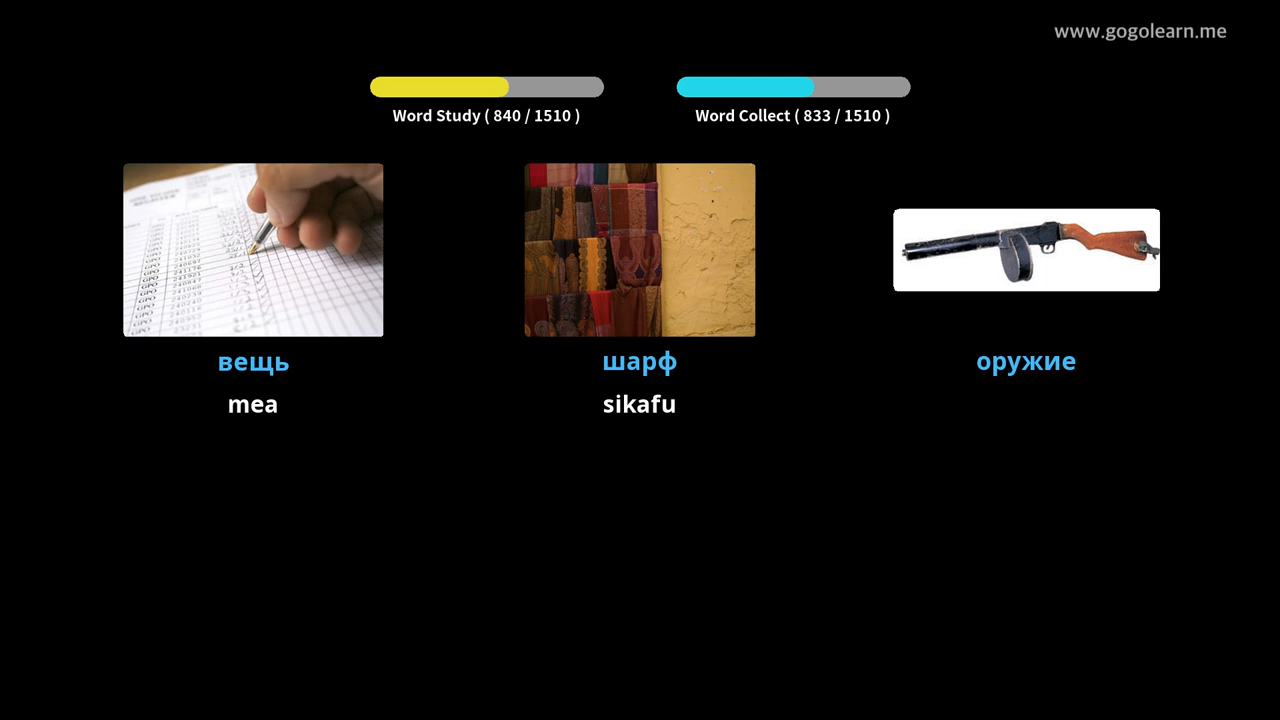 www.gogolearn.me
Word Study ( 840 / 1510 )
Word Collect ( 833 / 1510 )
вещь
шарф
оружие
mea
sikafu